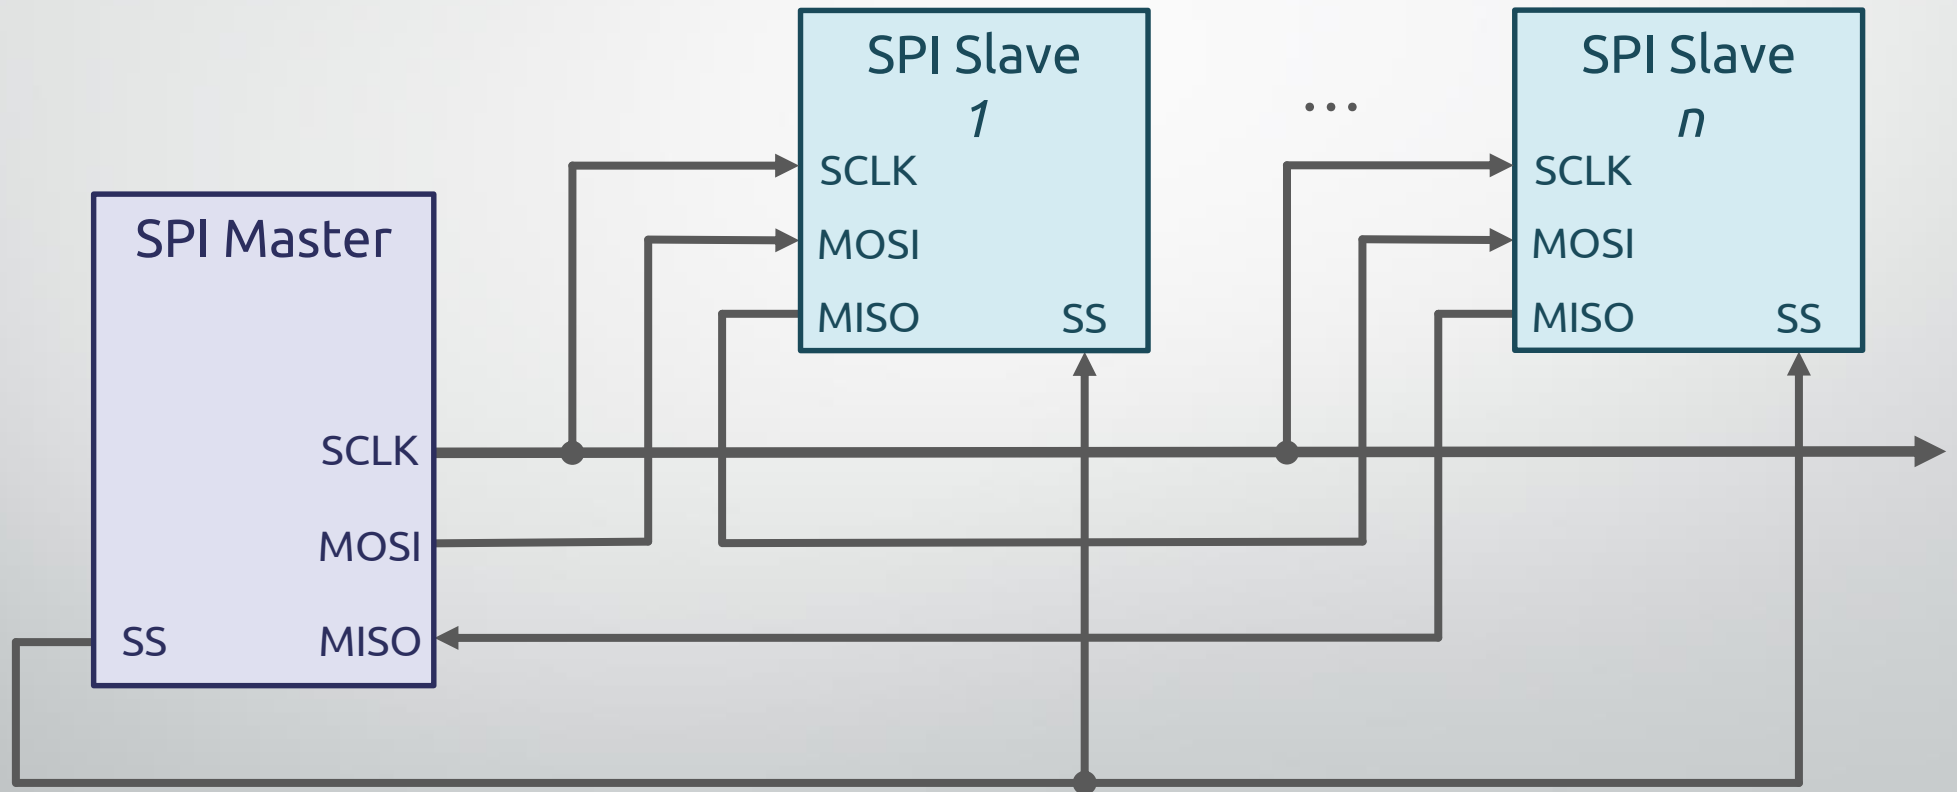 SPI Master
SCLK
MOSI
SS MISO
SPI Slave
1
SCLK
MOSI
MISO SS
...
SPI Slave
n
SCLK
MOSI
MISO SS